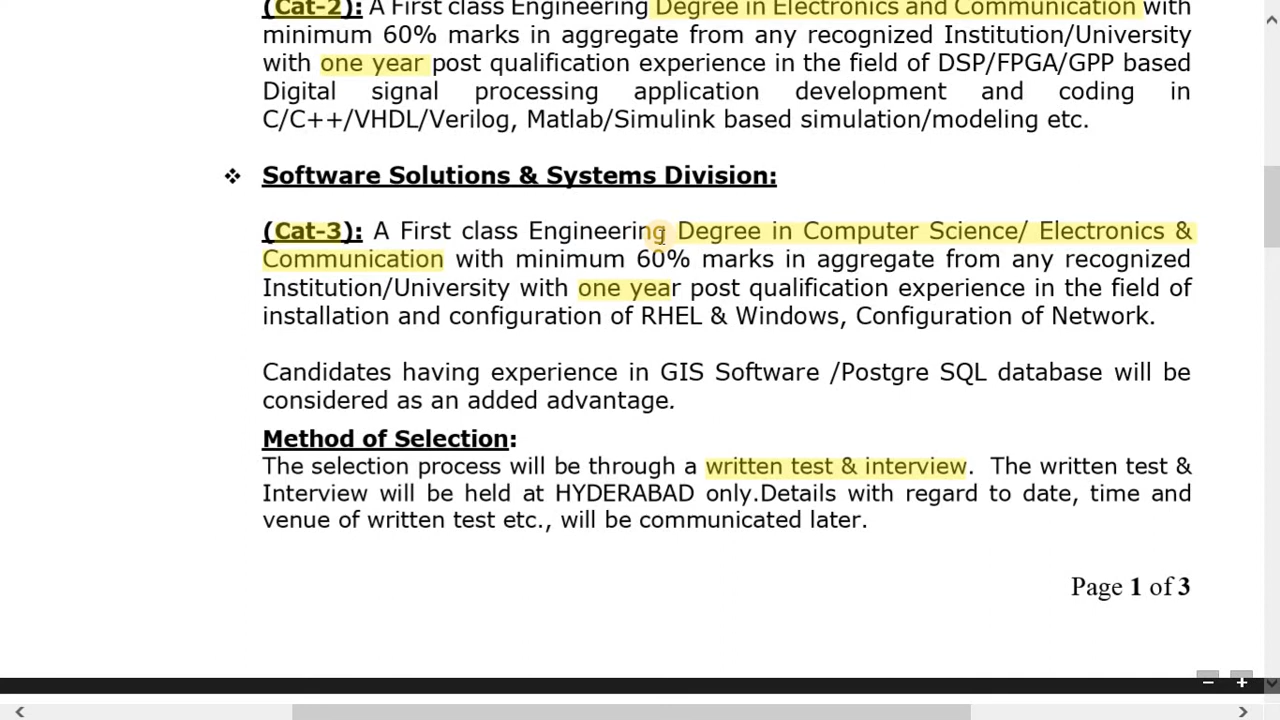 (Cat-2): A First class Engineering Degree in Electronics and Communication with
minimum 60% marks in aggregate from any recognized Institution/University
with one year post qualification experience in the field of DSP/FPGA/GPP based
Digital signal processing application development and coding in
C/C++/VHDL/Verilog, Matlab/Simulink based simulation/modeling etc.
❖ Software Solutions & Systems Division:
(Cat-3): A First class Engineering Degree in Computer Science/ Electronics &
Communication with minimum 60% marks in aggregate from any recognized
Institution/University with one year post qualification experience in the field of
installation and configuration of RHEL & Windows, Configuration of Network.
Candidates having experience in GIS Software /Postgre SQL database will be
considered as an added advantage.
Method of Selection:
The selection process will be through a written test & interview. The written test &
Interview will be held at HYDERABAD only.Details with regard to date, time and
venue of written test etc., will be communicated later.
Page 1 of 3